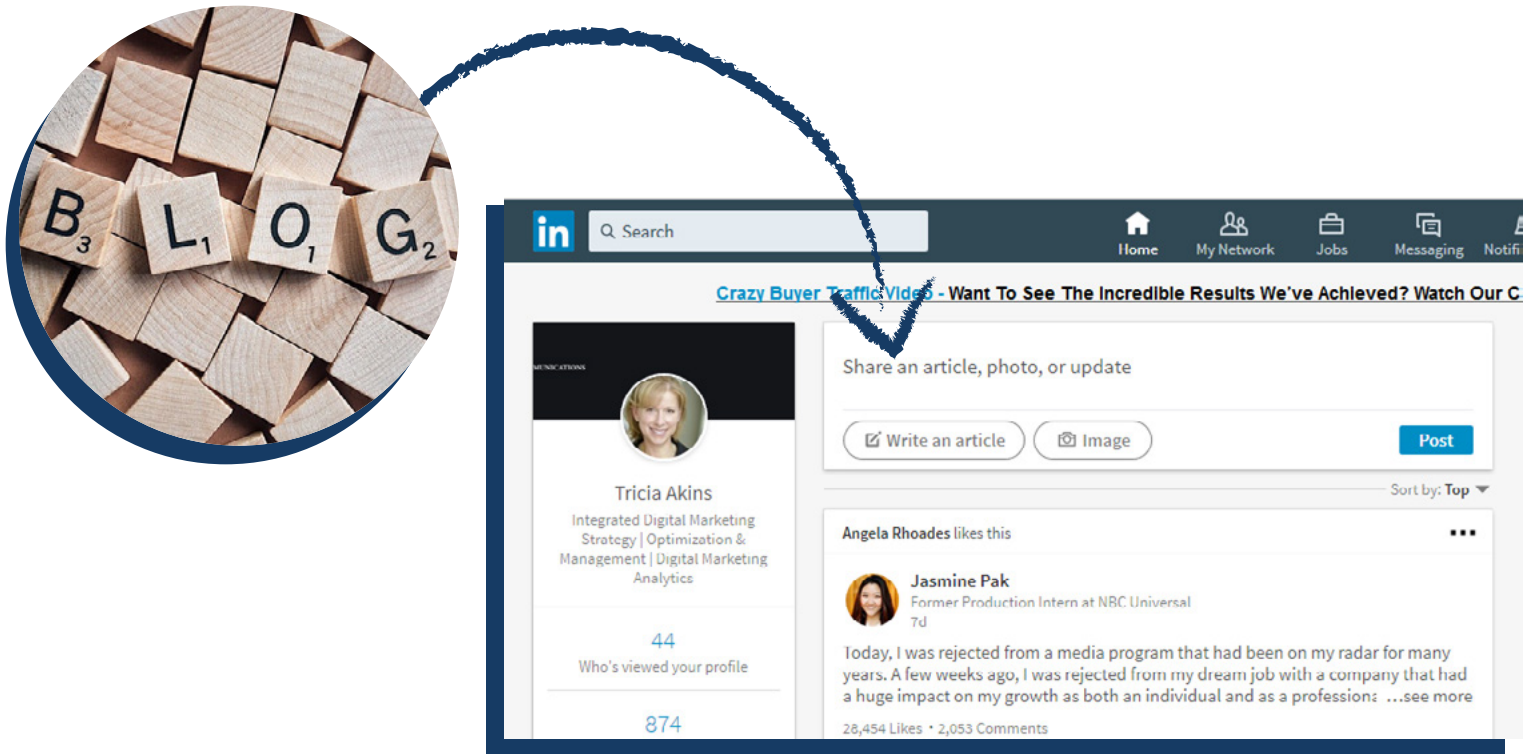 B3 L1 O1 G2
in
Search
Home
My Network
Jobs
Messaging
Notifi
Crazy Buyer Traffic Video - Want To See The Incredible Results We've Achieved? Watch Our C
MUNICATIONS
Share an article, photo, or update
Write an article
Image
Post
Sort by: Top
Tricia Akins
Integrated Digital Marketing
Strategy | Optimization &
Management | Digital Marketing
Analytics
44
Who's viewed your profile
874
Angela Rhoades likes this
Jasmine Pak
Former Production Intern at NBC Universal
7d
Today, I was rejected from a media program that had been on my radar for many
years. A few weeks ago, I was rejected from my dream job with a company that had
a huge impact on my growth as both an individual and as a professiona ...see more
28,454 Likes • 2,053 Comments